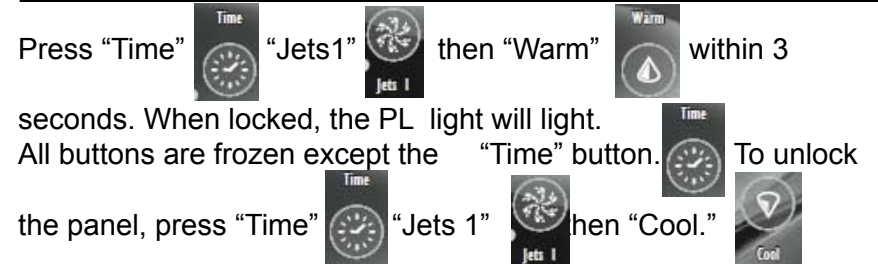 Time Warm
Press “Time” “Jets1” then “Warm” within 3
Jets 1
seconds. When locked, the PL light will light.
Time
All buttons are frozen except the “Time” button. To unlock
Time
the panel, press “Time” “Jets 1” then “Cool.”
Jets 1 Cool